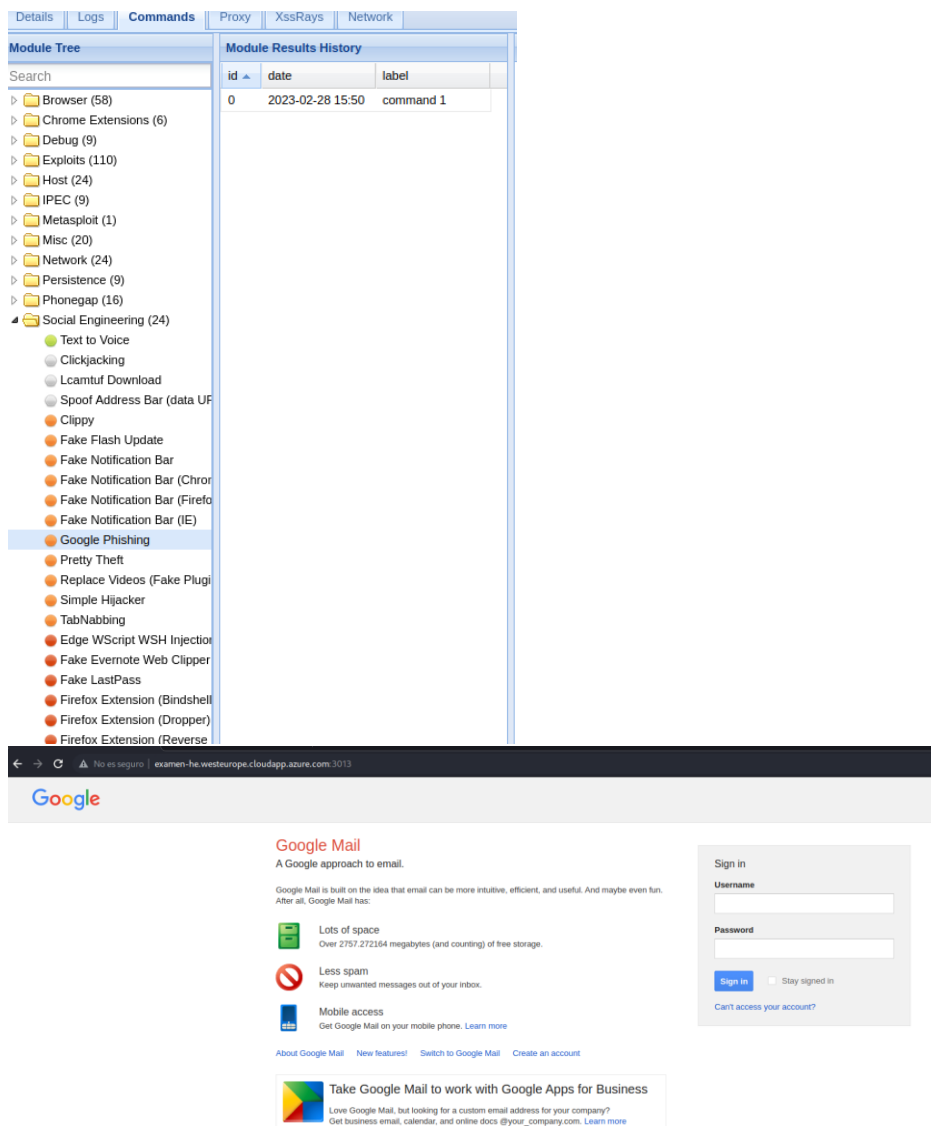 Details Logs Commands Proxy XssRays Network
Module Tree
Search
Browser (58)
Chrome Extensions (6)
Debug (9)
Exploits (110)
Host (24)
IPEC (9)
Metasploit (1)
Misc (20)
Network (24)
Persistence (9)
Phonegap (16)
Social Engineering (24)
Text to Voice
Clickjacking
Lcamtuf Download
Spoof Address Bar (data UR
Clippy
Fake Flash Update
Fake Notification Bar
Fake Notification Bar (Chror
Fake Notification Bar (Firefo
Fake Notification Bar (IE)
Google Phishing
Pretty Theft
Replace Videos (Fake Plugi
Simple Hijacker
TabNabbing
Edge WScript WSH Injection
Fake Evernote Web Clipper
Fake LastPass
Firefox Extension (Bindshell
Firefox Extension (Dropper)
Firefox Extension (Reverse
Module Results History
id date label
0 2023-02-28 15:50 command 1
No es seguro | examen-he.westeurope.cloudapp.azure.com:3013
Google
Google Mail
A Google approach to email.
Google Mail is built on the idea that email can be more intuitive, efficient, and useful. And maybe even fun.
After all, Google Mail has:
Lots of space
Over 2757.272164 megabytes (and counting) of free storage.
Less spam
Keep unwanted messages out of your inbox.
Mobile access
Get Google Mail on your mobile phone. Learn more
About Google Mail New features! Switch to Google Mail Create an account
Take Google Mail to work with Google Apps for Business
Love Google Mail, but looking for a custom email address for your company?
Get business email, calendar, and online docs @your_company.com. Learn more
Sign in
Username
Password
Sign in Stay signed in
Can't access your account?